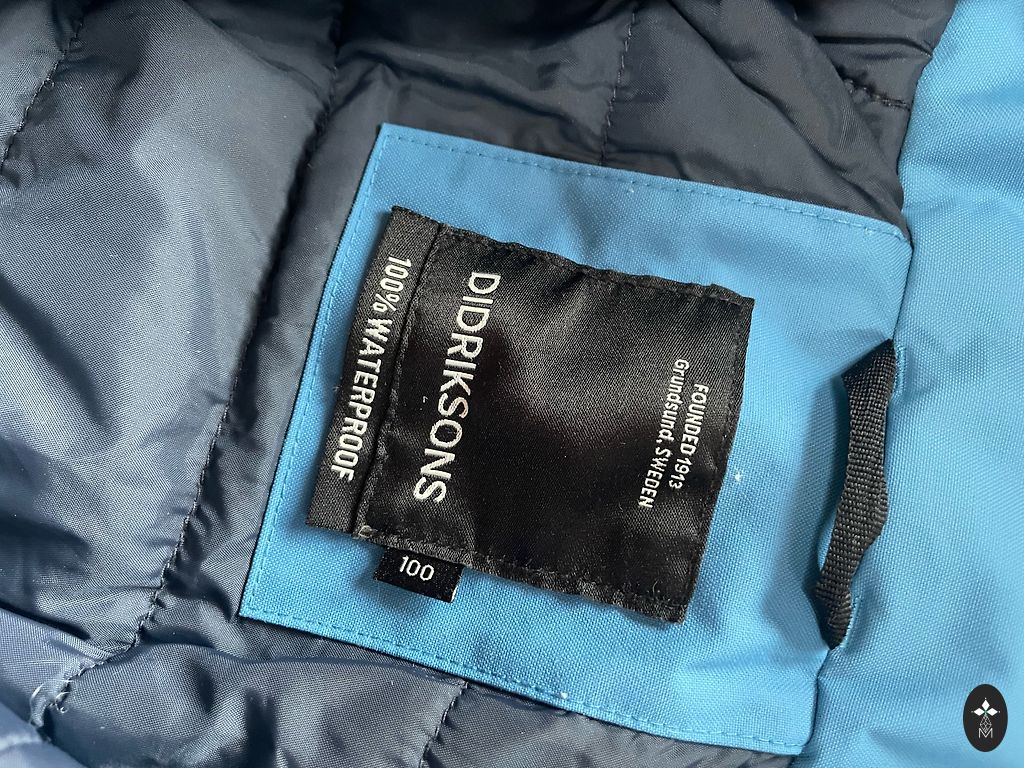 FOUNDED 1913
Grundsund, SWEDEN
DIDRIKSONS
100% WATERPROOF
100
M